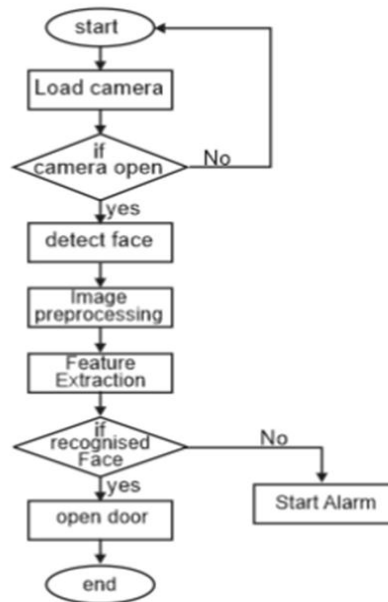 start
Load camera
if
camera open
No
yes
detect face
Image
preprocessing
Feature
Extraction
if
recognised
Face
No
yes
open door
Start Alarm
end